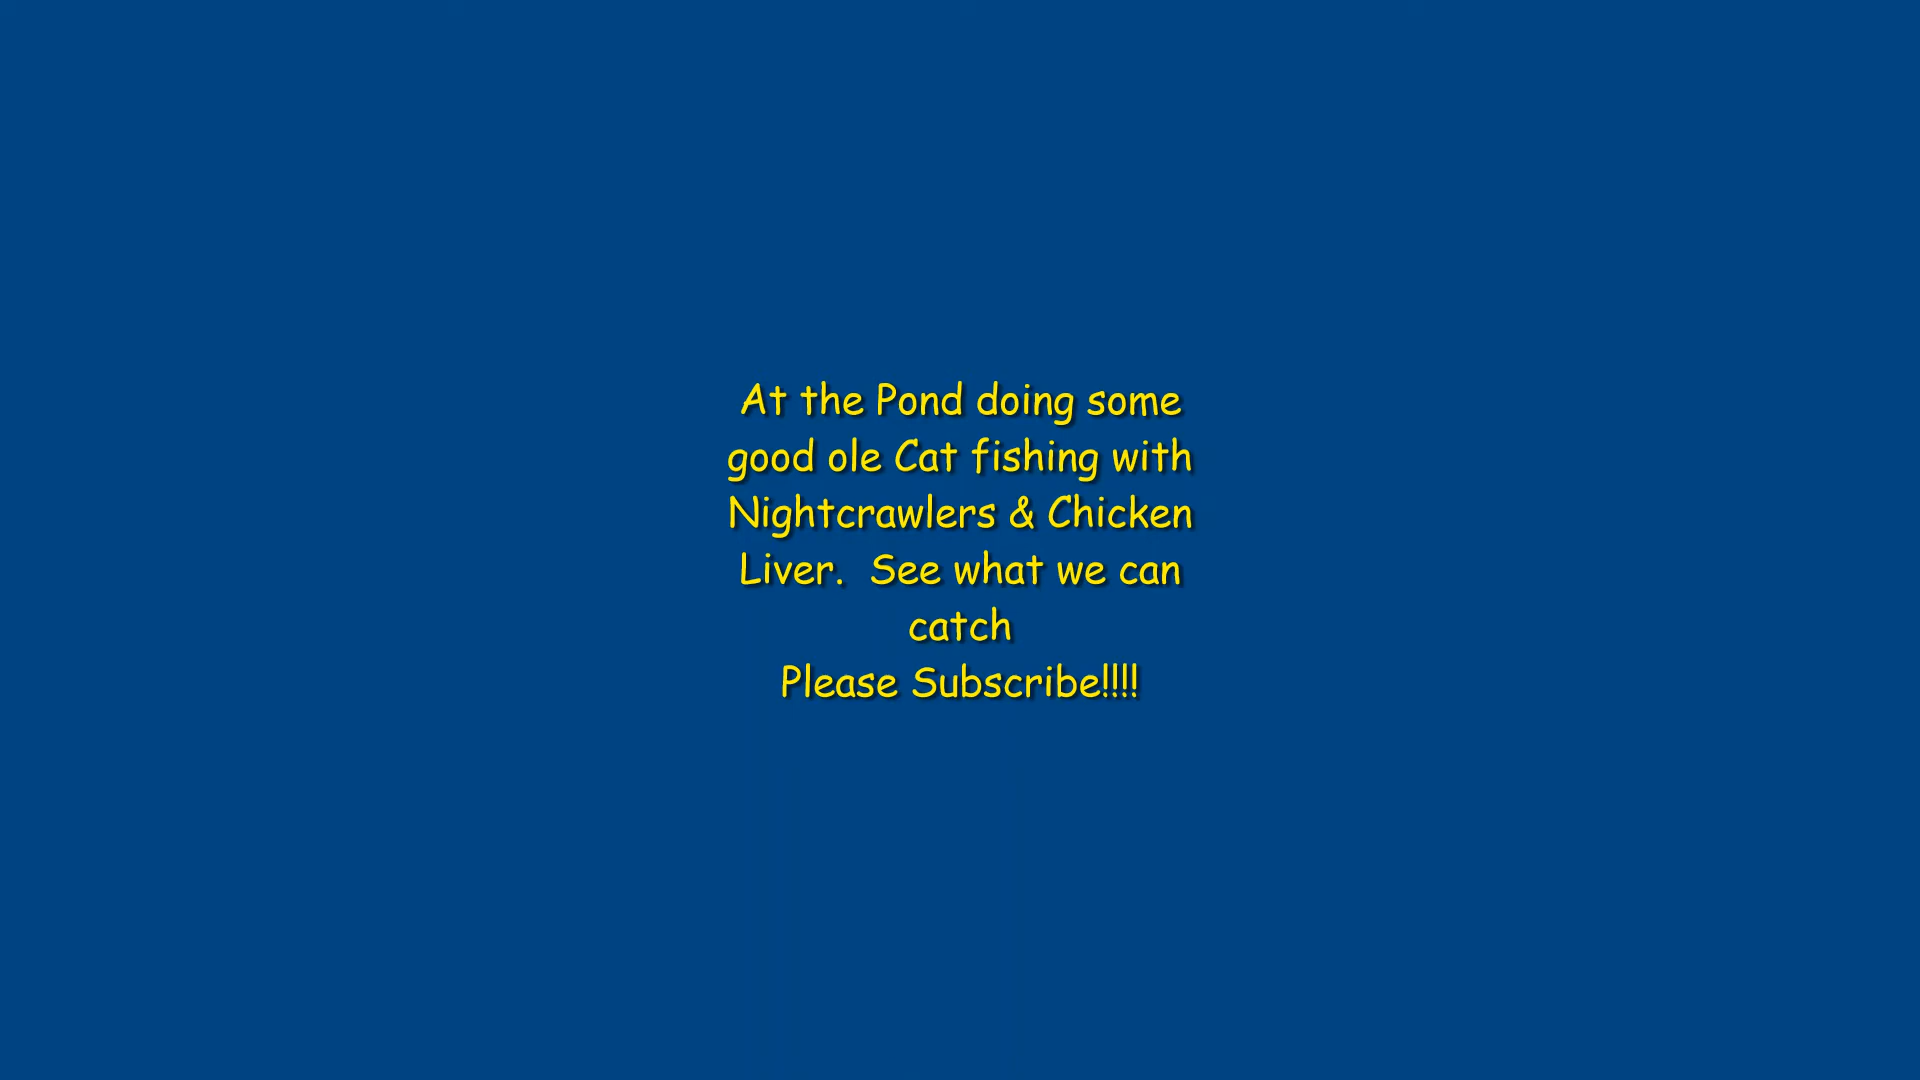 At the Pond doing some
good ole Cat fishing with
Nightcrawlers & Chicken
Liver.  See what we can
catch
Please Subscribe!!!!